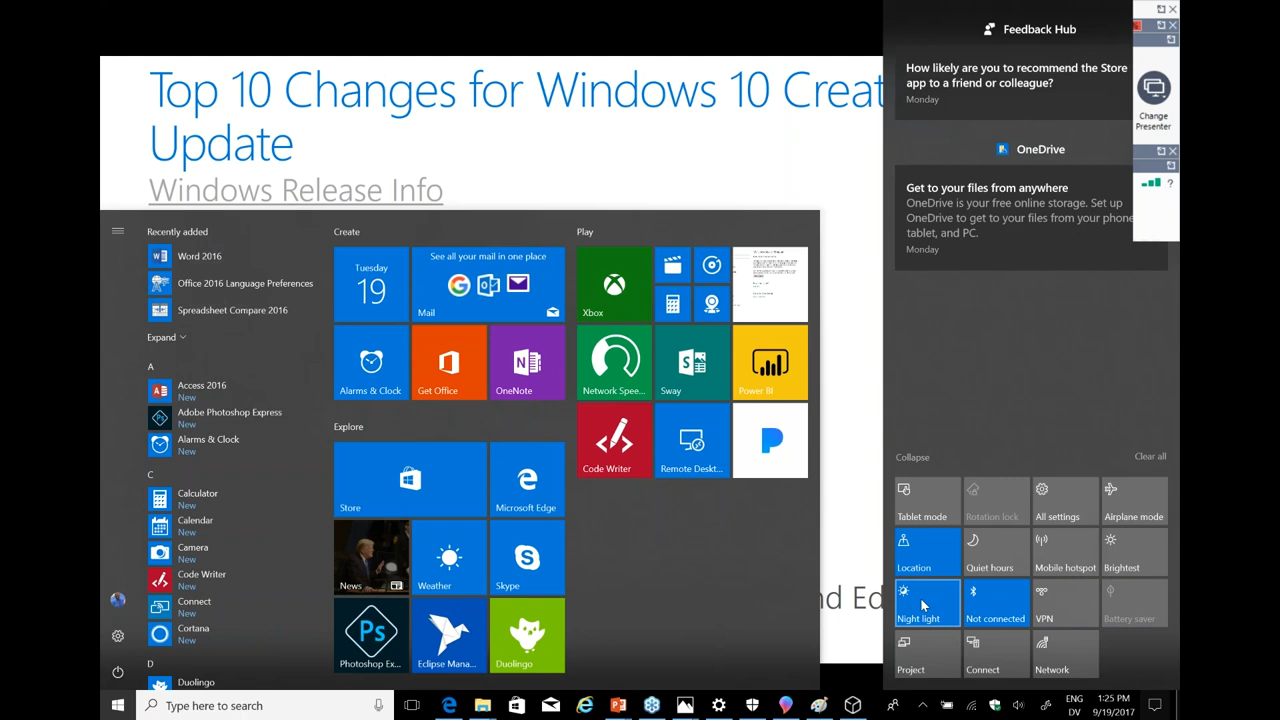 Top 10 Changes for Windows 10 Creat
Update
Windows Release Info
nd Ed
Recently added
Word 2016
Office 2016 Language Preferences
Spreadsheet Compare 2016
Expand
A
Access 2016
New
Adobe Photoshop Express
New
Alarms & Clock
New
C
Calculator
New
Calendar
New
Camera
New
Code Writer
New
Connect
New
Cortana
New
D
Duolingo
Create
Tuesday
19
See all your mail in one place
Mail
Alarms & Clock
Get Office
OneNote
Explore
Store
Microsoft Edge
News
Weather
Skype
Ps
Photoshop Ex...
Eclipse Mana...
Duolingo
Play
Xbox
Network Spee...
Sway
Power BI
Code Writer
Remote Deskt...
Feedback Hub
How likely are you to recommend the Store
app to a friend or colleague?
Monday
OneDrive
Get to your files from anywhere
OneDrive is your free online storage. Set up
OneDrive to get to your files from your phone,
tablet, and PC.
Monday
Change
Presenter
?
Collapse
Clear all
Tablet mode
Rotation lock
All settings
Airplane mode
Location
Quiet hours
Mobile hotspot
Brightest
Night light
Not connected
VPN
Battery saver
Project
Connect
Network
Type here to search
ENG
DV
1:25 PM
9/19/2017